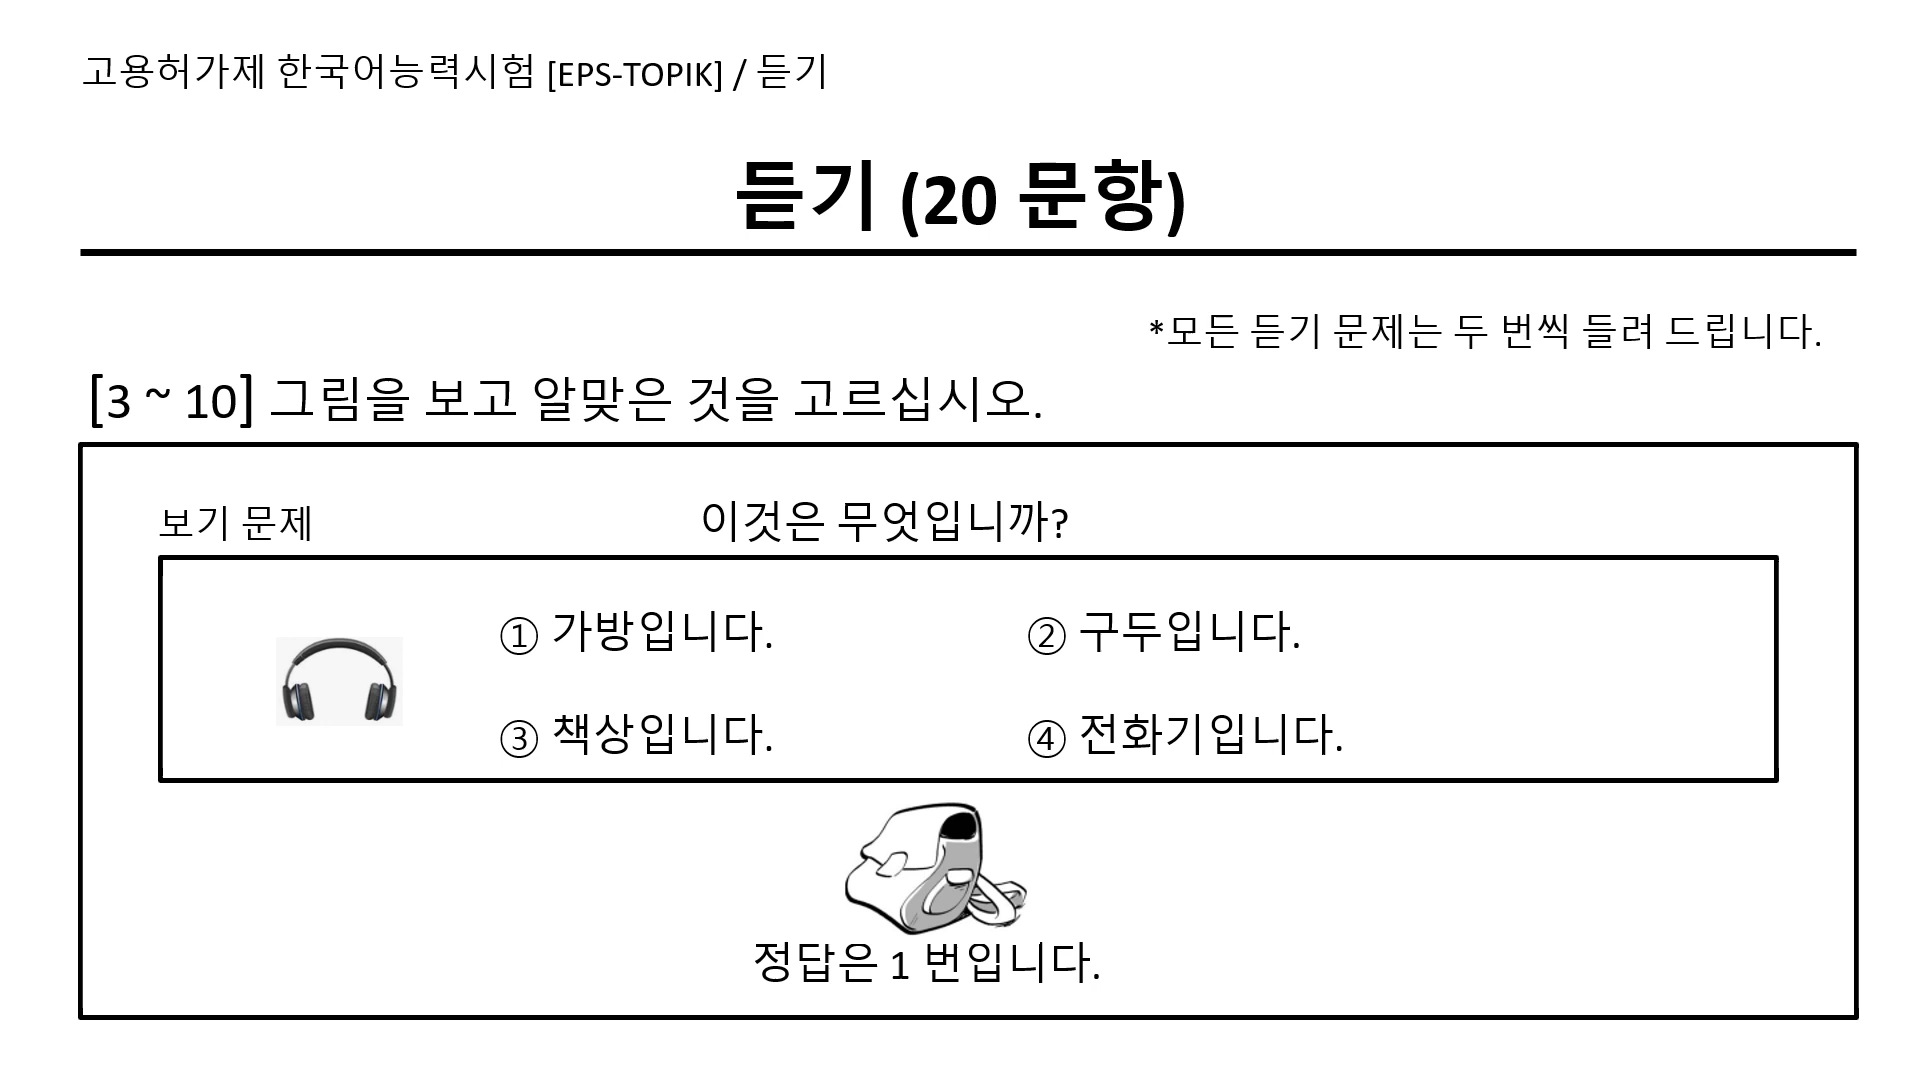 고용허가제 한국어능력시험 [EPS-TOPIK] / 듣기
듣기 (20 문항)
*모든 듣기 문제는 두 번씩 들려 드립니다.
[3 ~ 10] 그림을 보고 알맞은 것을 고르십시오.
보기 문제 이것은 무엇입니까?
① 가방입니다. ② 구두입니다.
③ 책상입니다. ④ 전화기입니다.
정답은 1 번입니다.